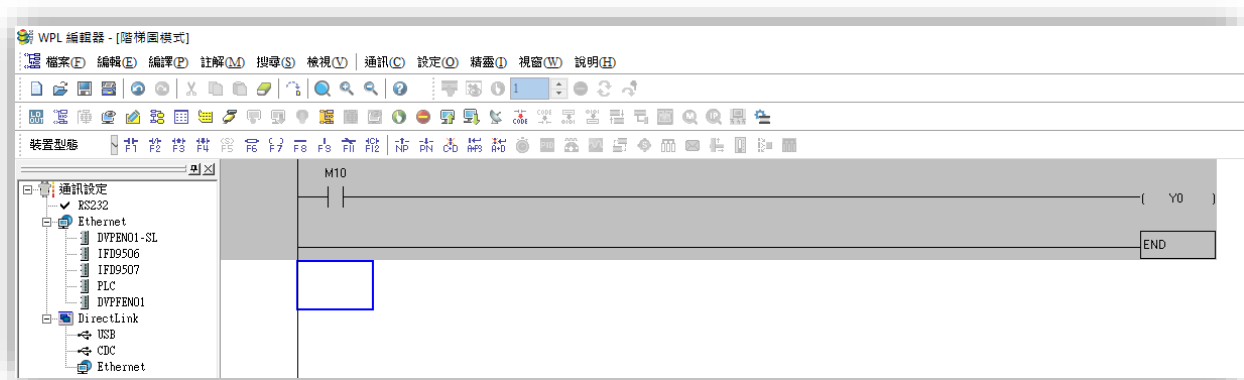 WPL 編輯器 - [階梯圖模式]
檔案(F) 編輯(E) 編譯(P) 註解(M) 搜尋(S) 檢視(V) 通訊(C) 設定(O) 精靈(I) 視窗(W) 說明(H)
1
裝置型態 F1 F2 F3 F4 F5 F6 F7 F8 F9 F11 F12 NP PN
通訊設定
RS232
Ethernet
DVPEN01-SL
IFD9506
IFD9507
PLC
DVPFEN01
DirectLink
USB
CDC
Ethernet
M10
Y0
END